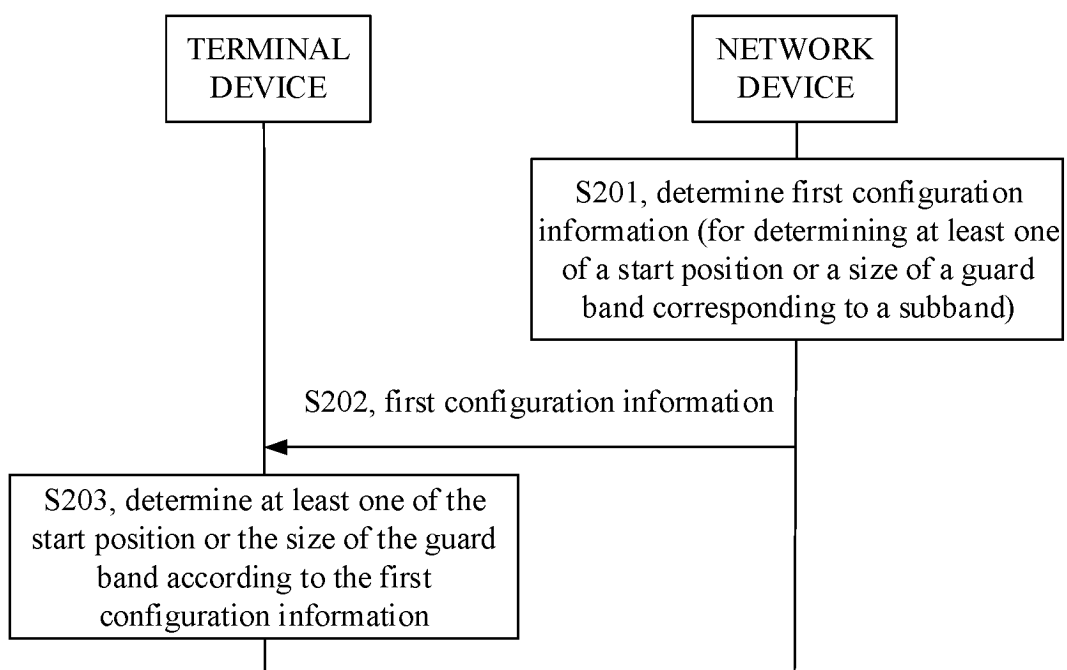 TERMINAL
DEVICE
NETWORK
DEVICE
S201, determine first configuration
information (for determining at least one
of a start position or a size of a guard
band corresponding to a subband)
S202, first configuration information
S203, determine at least one of the
start position or the size of the guard
band according to the first
configuration information